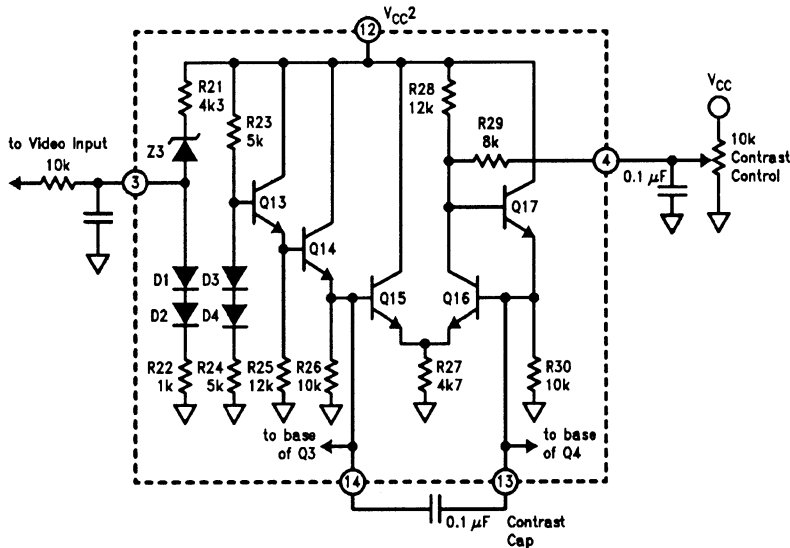 V_CC2
12
R21
4k3
R23
5k
R28
12k
R29
8k
V_CC
to Video Input
10k
Z3
3
4
0.1 μF
10k
Contrast
Control
Q13
Q14
Q17
D1
D2
D3
D4
Q15
Q16
R22
1k
R24
5k
R25
12k
R26
10k
R27
4k7
R30
10k
to base
of Q3
to base
of Q4
14
13
0.1 μF
Contrast
Cap